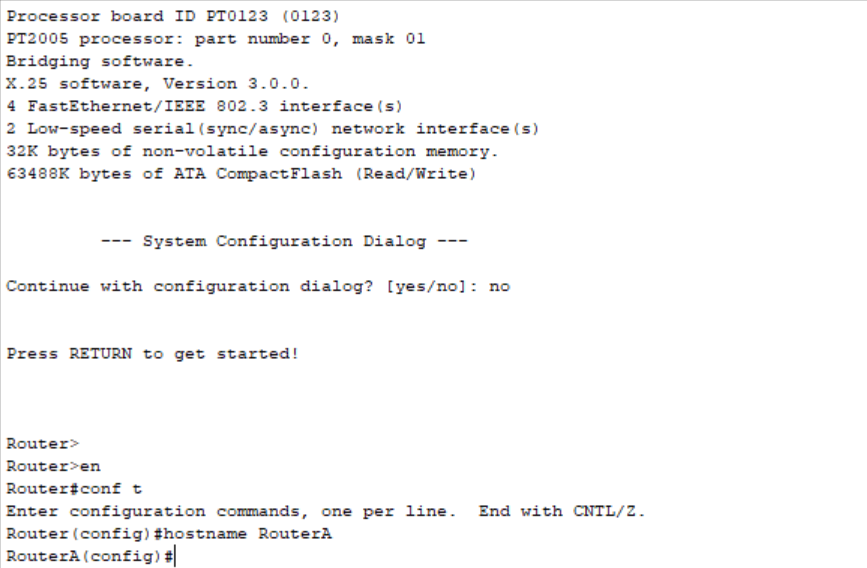 Processor board ID PT0123 (0123)
PT2005 processor: part number 0, mask 01
Bridging software.
X.25 software, Version 3.0.0.
4 FastEthernet/IEEE 802.3 interface(s)
2 Low-speed serial(sync/async) network interface(s)
32K bytes of non-volatile configuration memory.
63488K bytes of ATA CompactFlash (Read/Write)
--- System Configuration Dialog ---
Continue with configuration dialog? [yes/no]: no
Press RETURN to get started!
Router>
Router>en
Router#conf t
Enter configuration commands, one per line.  End with CNTL/Z.
Router(config)#hostname RouterA
RouterA(config)#